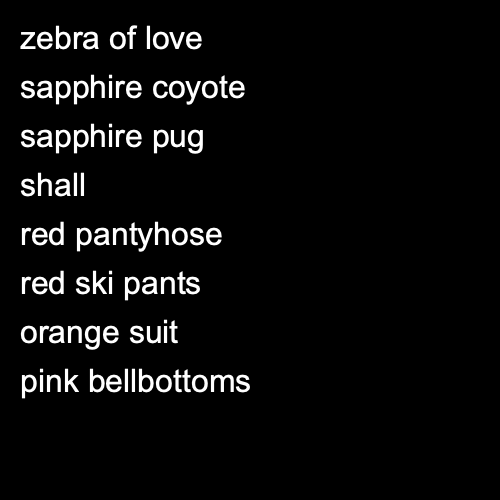 zebra of love
sapphire coyote
sapphire pug
shall
red pantyhose
red ski pants
orange suit
pink bellbottoms